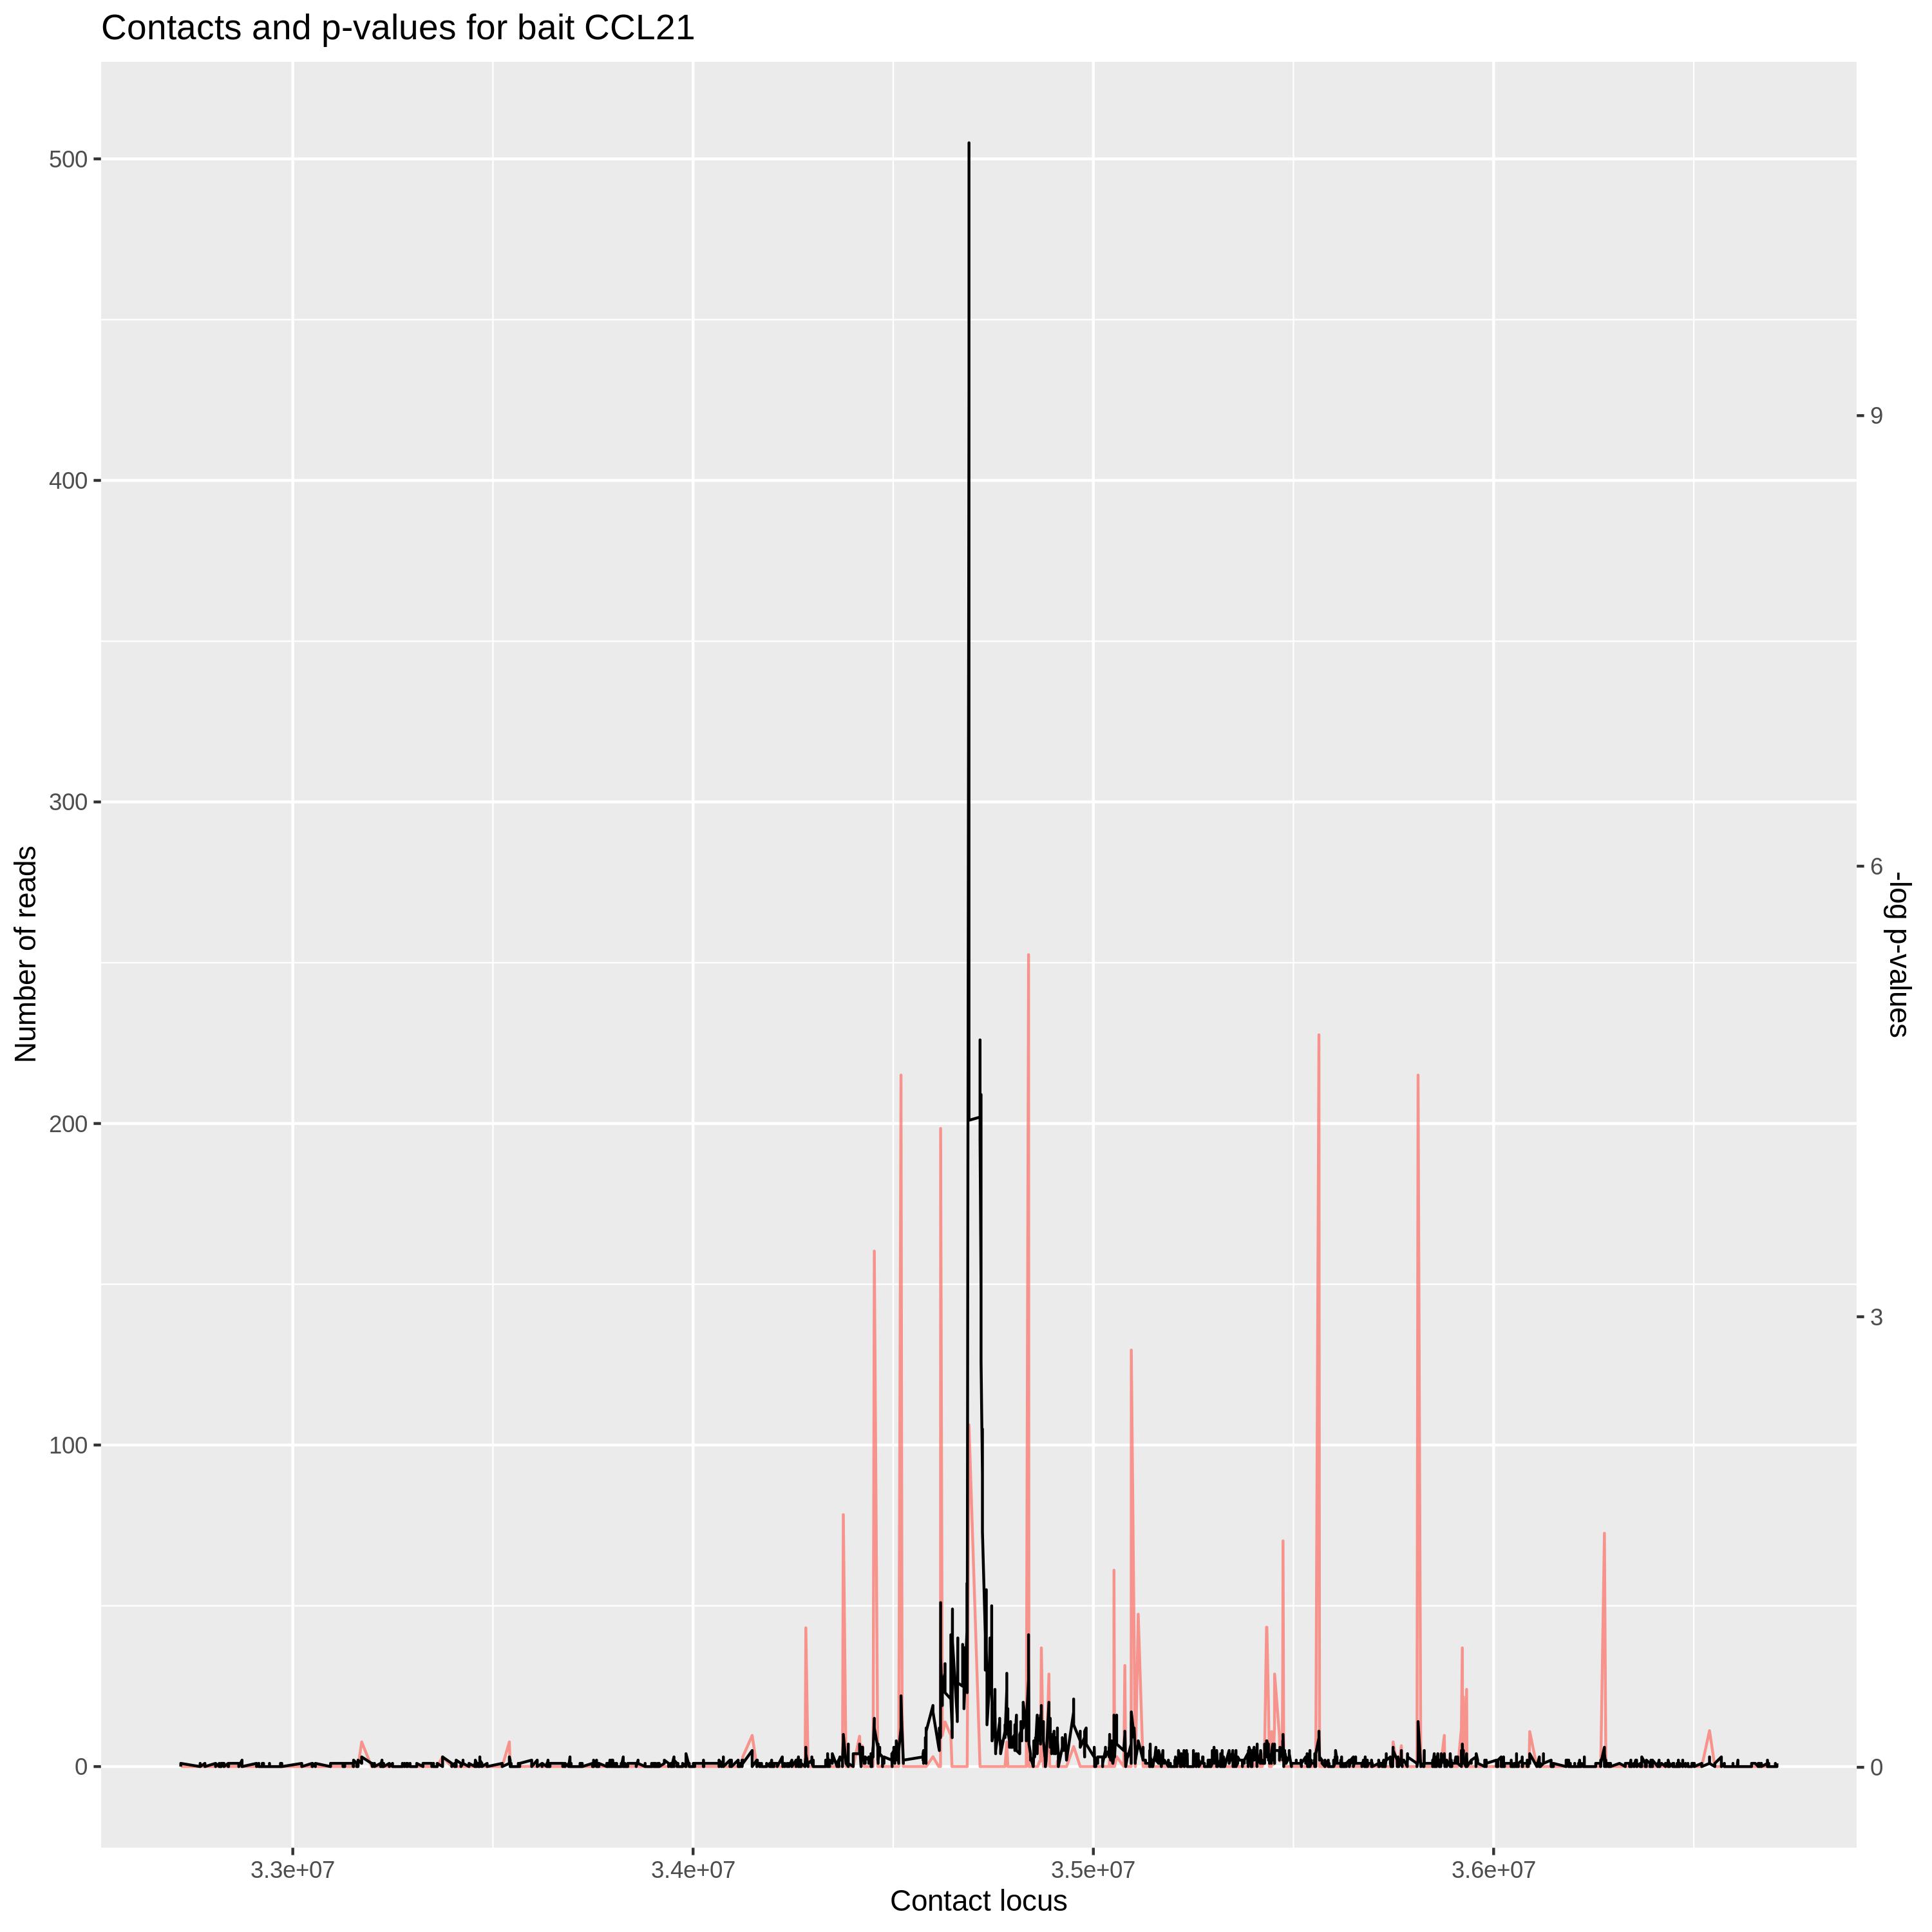 Contacts and p-values for bait CCL21
500
400
300
200
100
0
Number of reads
9
6
3
0
-log p-values
3.3e+07
3.4e+07
3.5e+07
3.6e+07
Contact locus